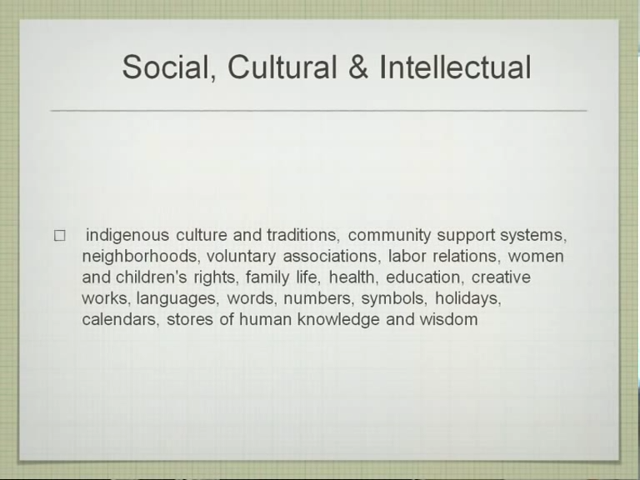 Social, Cultural & Intellectual
indigenous culture and traditions, community support systems,
neighborhoods, voluntary associations, labor relations, women
and children's rights, family life, health, education, creative
works, languages, words, numbers, symbols, holidays,
calendars, stores of human knowledge and wisdom